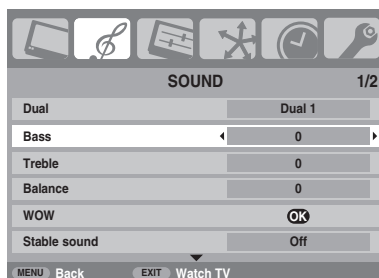 SOUND 1/2
Dual Dual 1
Bass 0
Treble 0
Balance 0
WOW OK
Stable sound Off
MENU Back EXIT Watch TV